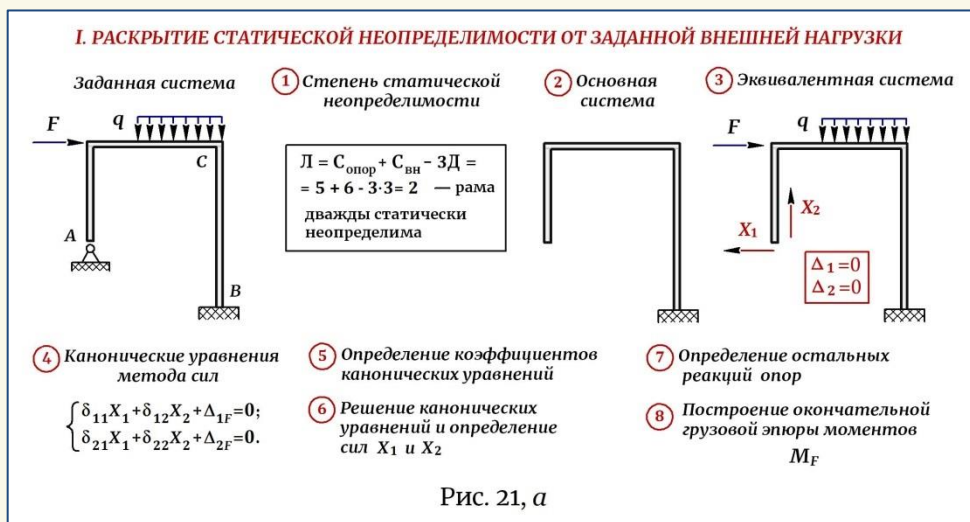 I. РАСКРЫТИЕ СТАТИЧЕСКОЙ НЕОПРЕДЕЛИМОСТИ ОТ ЗАДАННОЙ ВНЕШНЕЙ НАГРУЗКИ
Заданная система
F
q
C
A
B
1 Степень статической
неопределимости
Л = Cопор + Cвн – 3Д =
= 5 + 6 - 3·3 = 2 — рама
дважды статически
неопределима
2 Основная
система
3 Эквивалентная система
F
q
X₂
X₁
Δ₁=0
Δ₂=0
4 Канонические уравнения
метода сил
δ₁₁X₁+δ₁₂X₂+Δ₁F=0;
δ₂₁X₁+δ₂₂X₂+Δ₂F=0.
5 Определение коэффициентов
канонических уравнений
6 Решение канонических
уравнений и определение
сил X₁ и X₂
7 Определение остальных
реакций опор
8 Построение окончательной
грузовой эпюры моментов
MF
Рис. 21, а